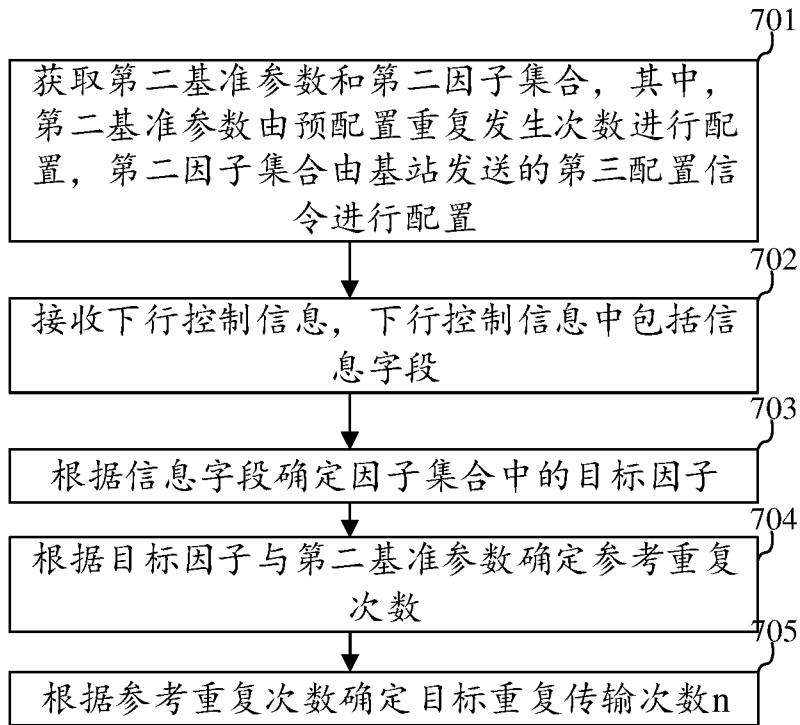 701
获取第二基准参数和第二因子集合，其中，
第二基准参数由预配置重复发生次数进行配
置，第二因子集合由基站发送的第三配置信
令进行配置
702
接收下行控制信息，下行控制信息中包括信
息字段
703
根据信息字段确定因子集合中的目标因子
704
根据目标因子与第二基准参数确定参考重复
次数
705
根据参考重复次数确定目标重复传输次数n